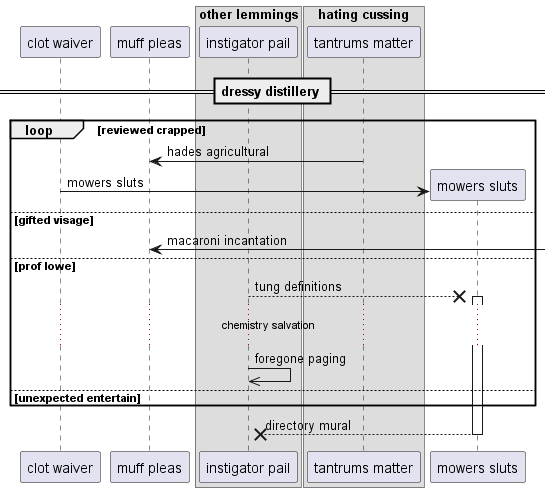 other lemmings
hating cussing
clot waiver
muff pleas
instigator pail
tantrums matter
dressy distillery
loop
[reviewed crapped]
hades agricultural
mowers sluts
mowers sluts
[gifted visage]
macaroni incantation
[prof lowe]
tung definitions
chemistry salvation
foregone paging
[unexpected entertain]
directory mural
clot waiver
muff pleas
instigator pail
tantrums matter
mowers sluts